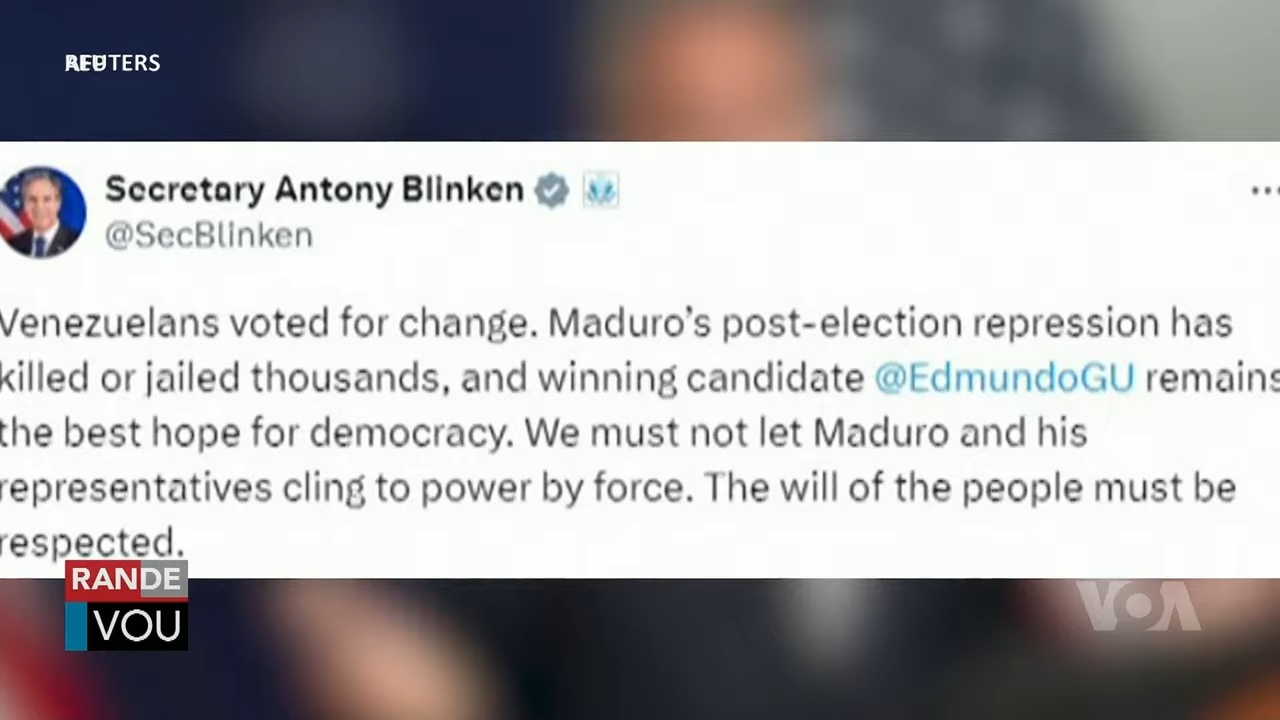 REUTERS
Secretary Antony Blinken
@SecBlinken
Venezuelans voted for change. Maduro’s post-election repression has
killed or jailed thousands, and winning candidate @EdmundoGU remains
the best hope for democracy. We must not let Maduro and his
representatives cling to power by force. The will of the people must be
respected.
RANDE
VOU
VOA